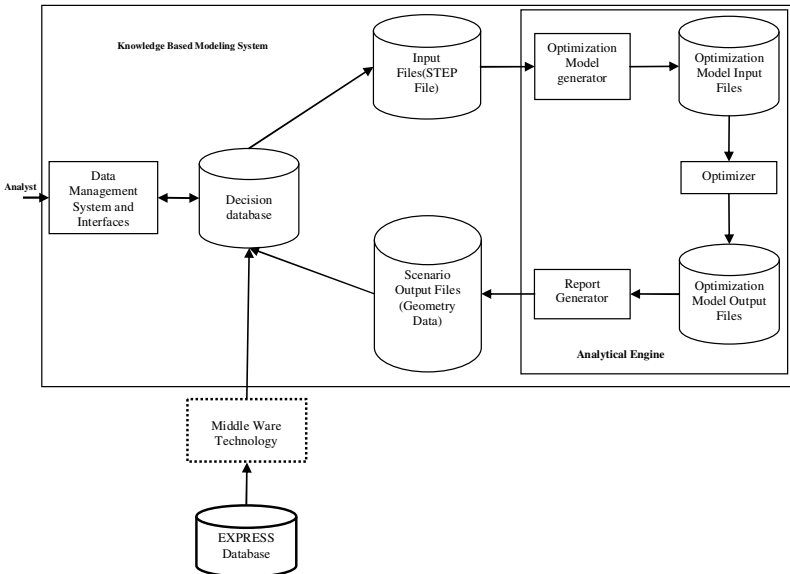 Knowledge Based Modeling System
Input
Files(STEP
File)
Optimization
Model
generator
Optimization
Model Input
Files
Analyst
Data
Management
System and
Interfaces
Decision
database
Optimizer
Scenario
Output Files
(Geometry
Data)
Report
Generator
Optimization
Model Output
Files
Analytical Engine
Middle Ware
Technology
EXPRESS
Database